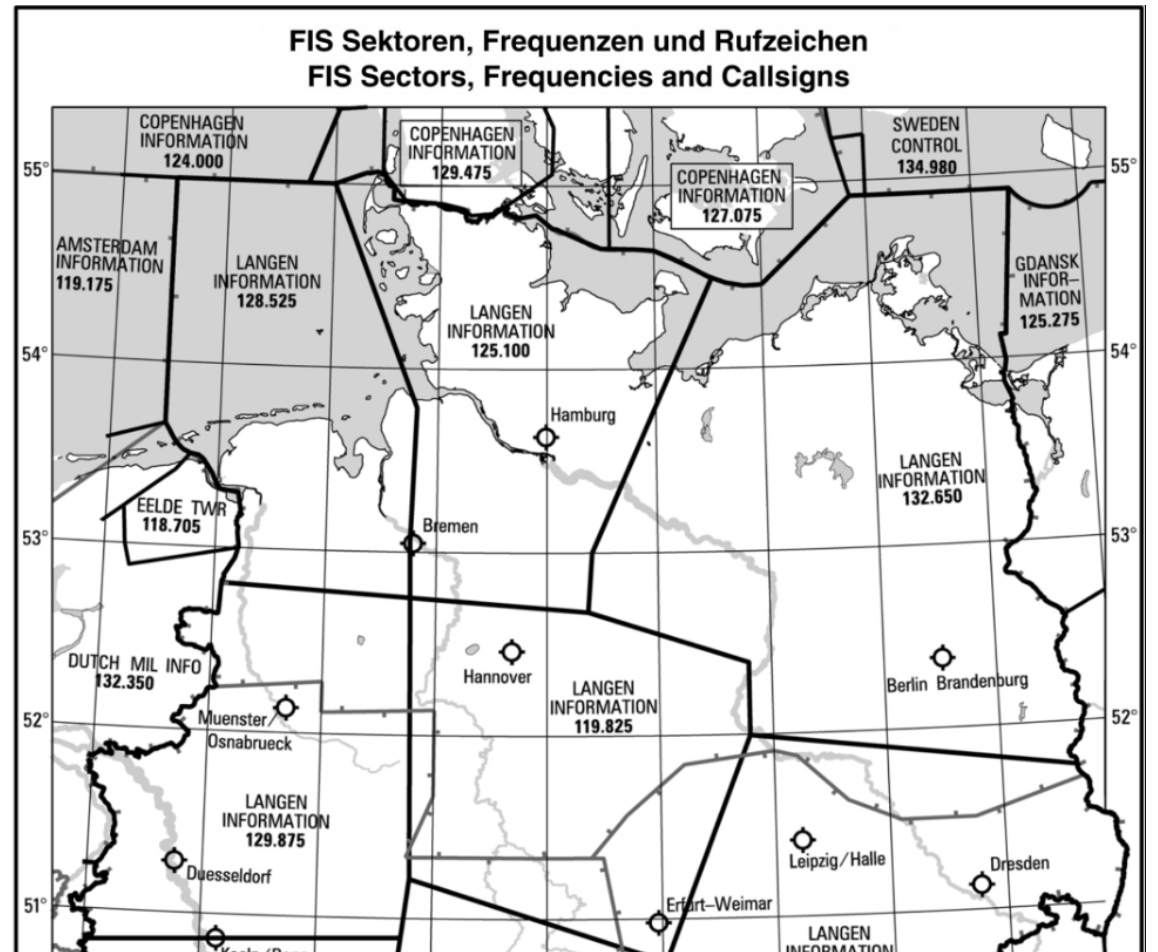 FIS Sektoren, Frequenzen und Rufzeichen
FIS Sectors, Frequencies and Callsigns
COPENHAGEN
INFORMATION
124.000
COPENHAGEN
INFORMATION
129.475
SWEDEN
CONTROL
134.980
55°
55°
COPENHAGEN
INFORMATION
127.075
AMSTERDAM
INFORMATION
119.175
LANGEN
INFORMATION
128.525
GDANSK
INFOR–
MATION
125.275
LANGEN
INFORMATION
125.100
54°
54°
Hamburg
LANGEN
INFORMATION
132.650
EELDE TWR
118.705
Bremen
53°
53°
DUTCH MIL INFO
132.350
Hannover
Berlin Brandenburg
LANGEN
INFORMATION
119.825
52°
52°
Muenster/
Osnabrueck
LANGEN
INFORMATION
129.875
Duesseldorf
Leipzig/Halle
Dresden
51°
Erfurt–Weimar
LANGEN
INFORMATION